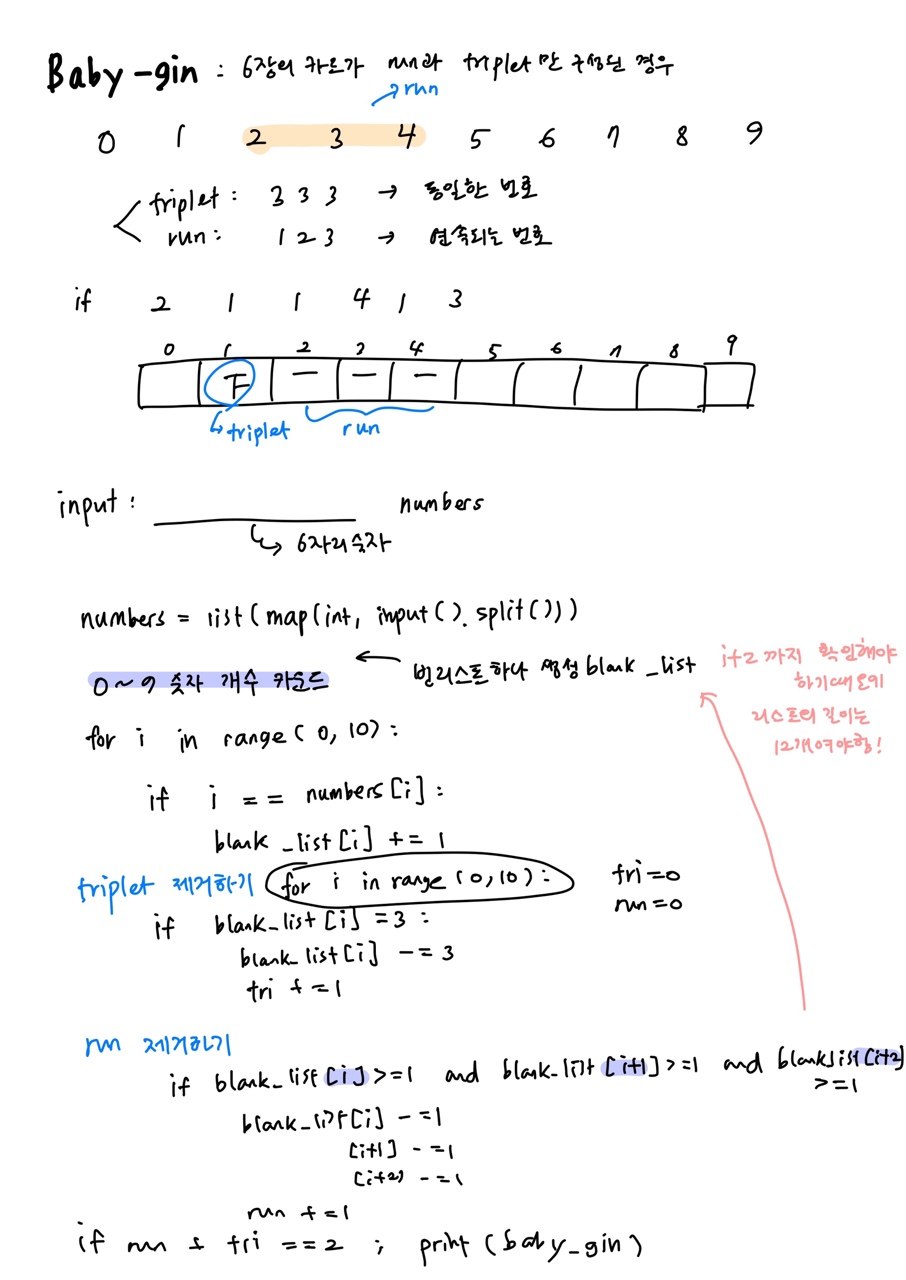 Baby-gin : 6장의 카드가 run과 triplet 만 구성된 경우
run
0 1 2 3 4 5 6 7 8 9
triplet : 3 3 3 → 동일한 번호
run : 1 2 3 → 연속되는 번호
if 2 1 1 4 1 3
0 1 2 3 4 5 6 7 8 9
triplet run
input : numbers
6자리숫자
numbers = list(map(int, input().split()))
0~9 숫자 개수 카운트 ← 빈리스트하나 생성 blank_list
i+2 까지 확인해야
하기때문에
리스트의 길이는
12개여야함!
for i in range(0, 10):
if i == numbers[i]:
blank_list[i] += 1
triplet 제거하기 for i in range(0, 10):
tri=0
run=0
if blank_list[i] =3 :
blank_list[i] -= 3
tri +=1
run 제거하기
if blank_list[i]>=1 and blank_list[i+1]>=1 and blanklist[i+2]
>=1
blank_list[i] -=1
[i+1] -=1
[i+2] -=1
run +=1
if run + tri ==2 ; print(baby_gin)